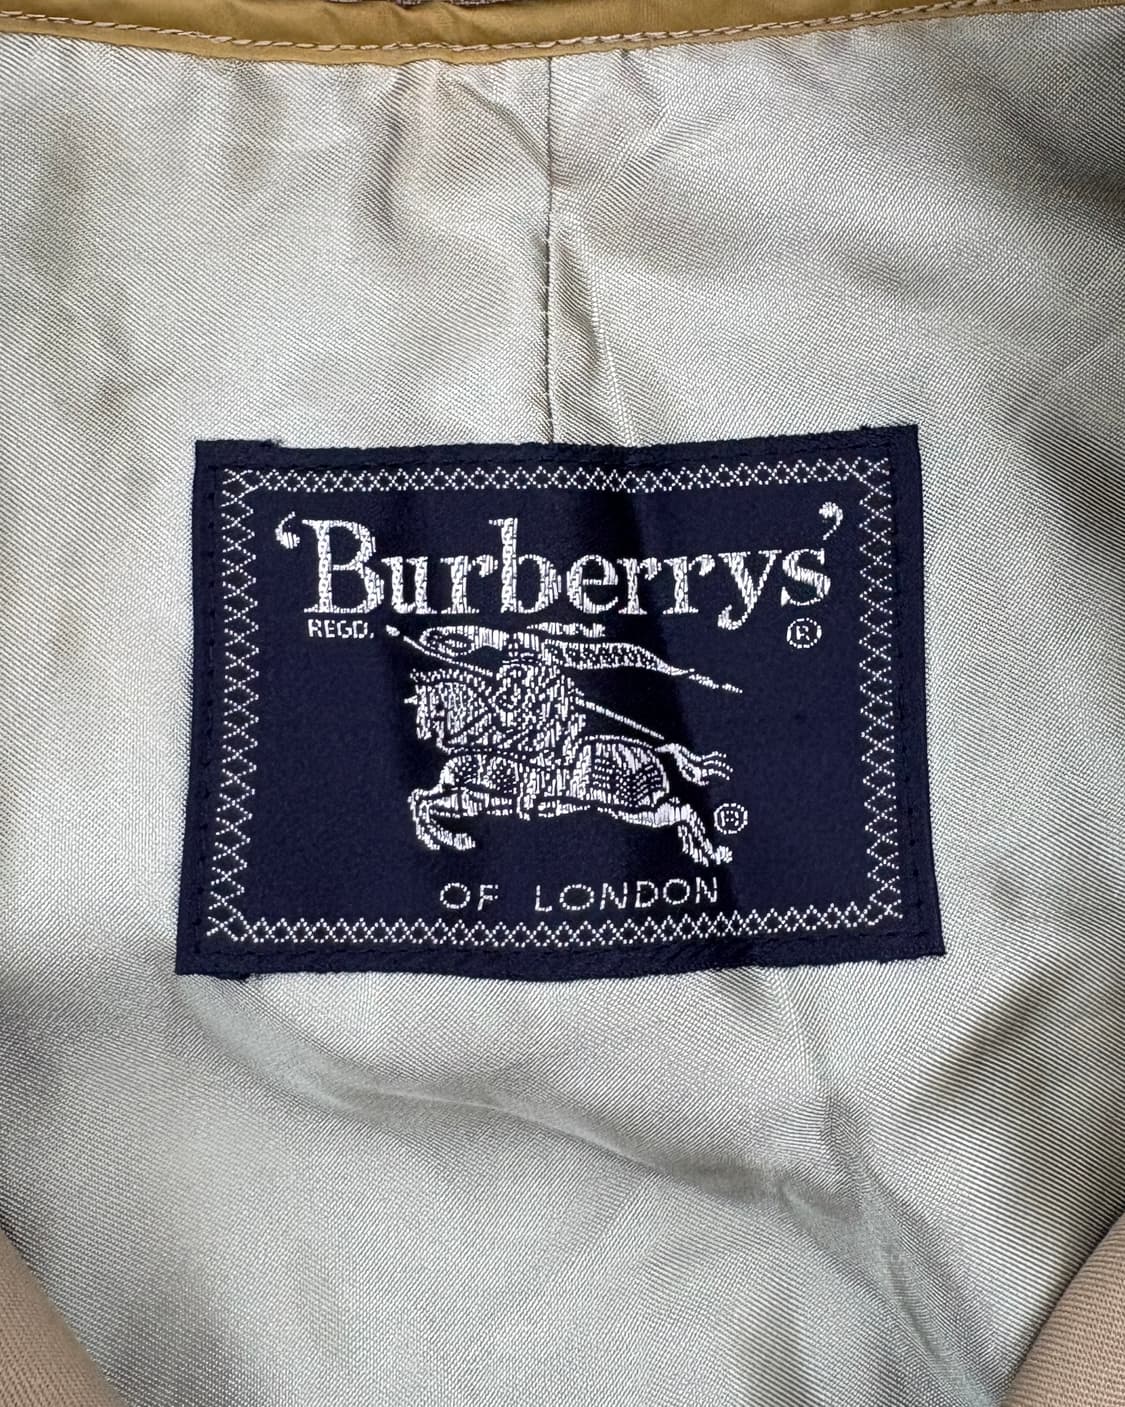 ‘Burberrys’
REGD. ®
®
OF LONDON